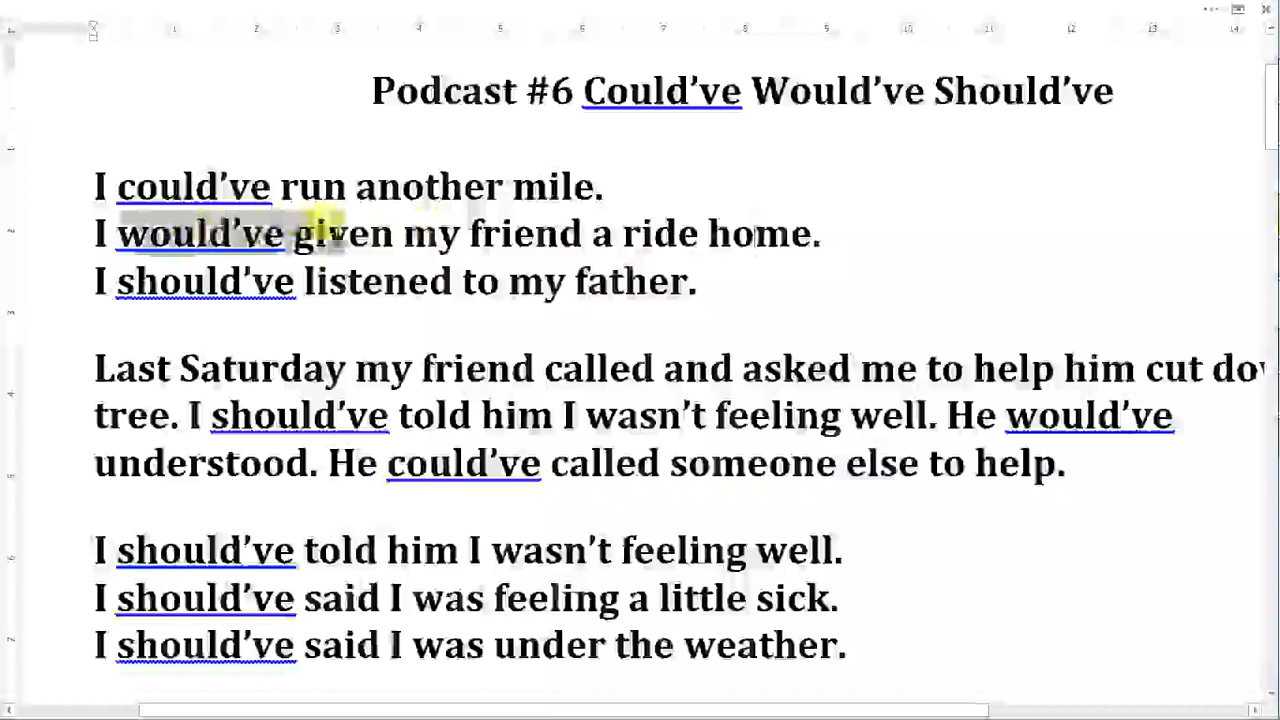 Podcast #6 Could’ve Would’ve Should’ve
I could’ve run another mile.
I would’ve given my friend a ride home.
I should’ve listened to my father.
Last Saturday my friend called and asked me to help him cut
tree. I should’ve told him I wasn’t feeling well. He would’ve
understood. He could’ve called someone else to help.
I should’ve told him I wasn’t feeling well.
I should’ve said I was feeling a little sick.
I should’ve said I was under the weather.